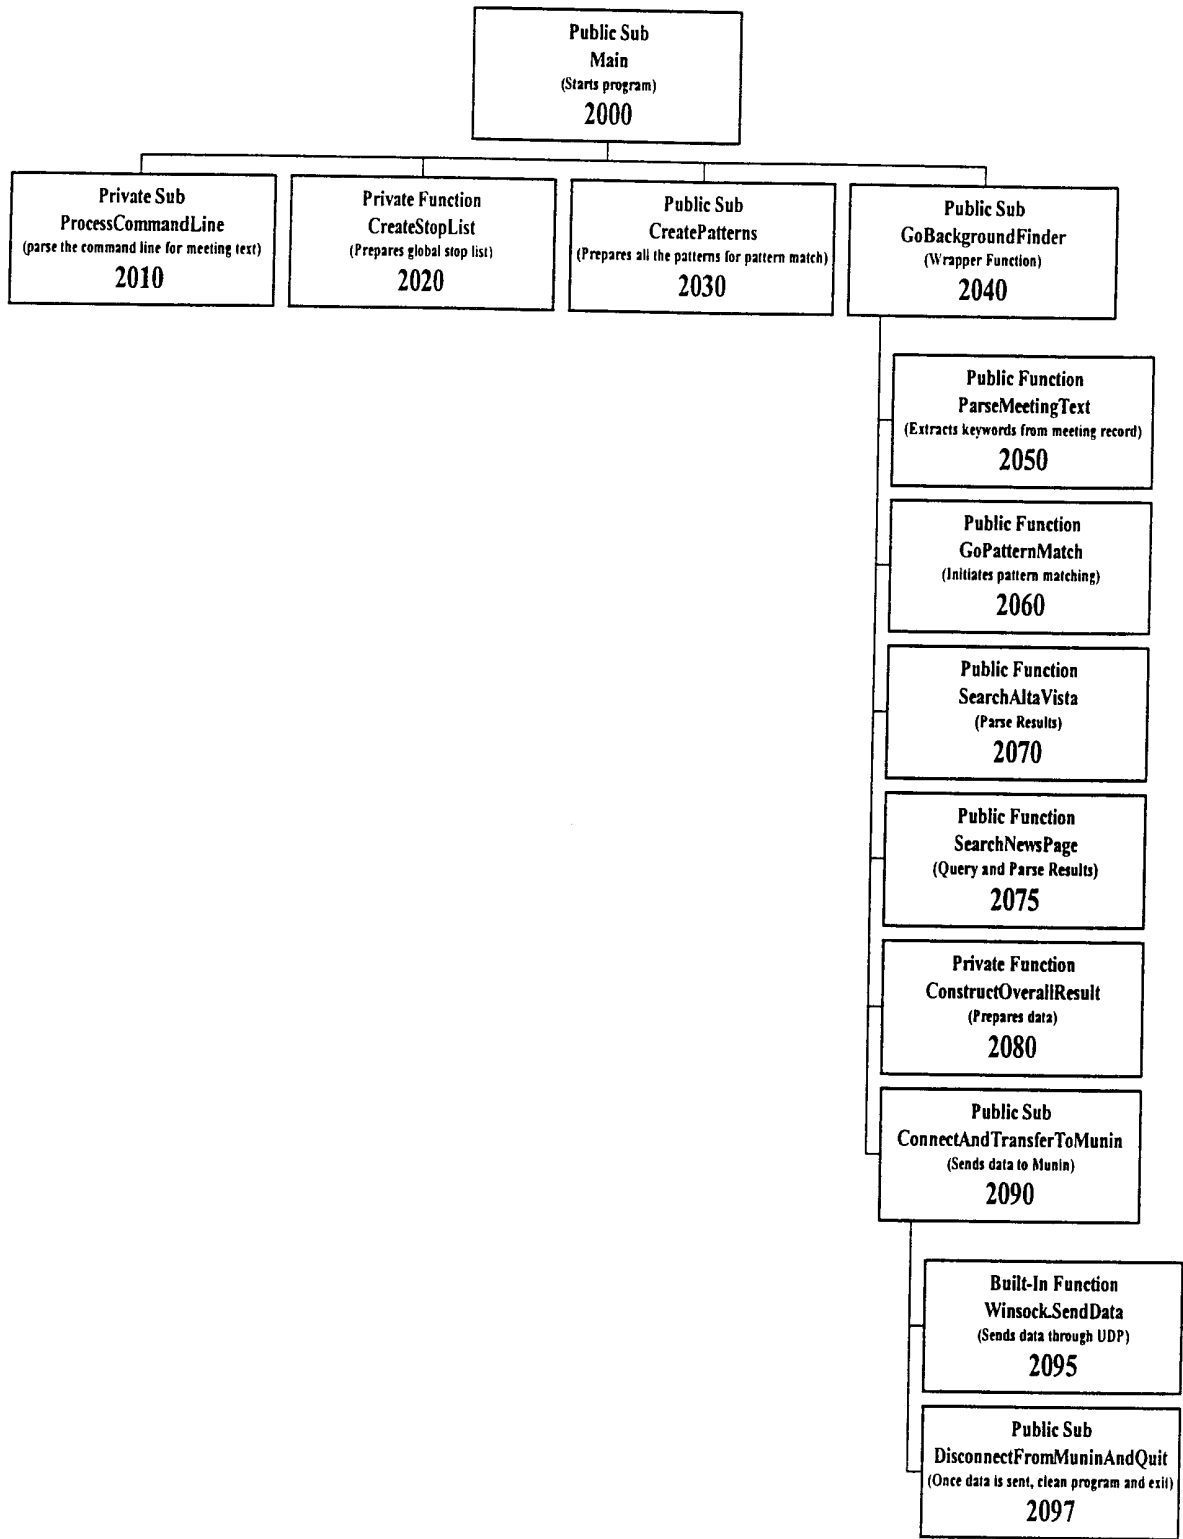 Public Sub
Main
(Starts program)
2000
Private Sub
ProcessCommandLine
(parse the command line for meeting text)
2010
Private Function
CreateStopList
(Prepares global stop list)
2020
Public Sub
CreatePatterns
(Prepares all the patterns for pattern match)
2030
Public Sub
GoBackgroundFinder
(Wrapper Function)
2040
Public Function
ParseMeetingText
(Extracts keywords from meeting record)
2050
Public Function
GoPatternMatch
(Initiates pattern matching)
2060
Public Function
SearchAltaVista
(Parse Results)
2070
Public Function
SearchNewsPage
(Query and Parse Results)
2075
Private Function
ConstructOverallResult
(Prepares data)
2080
Public Sub
ConnectAndTransferToMunin
(Sends data to Munin)
2090
Built-In Function
Winsock.SendData
(Sends data through UDP)
2095
Public Sub
DisconnectFromMuninAndQuit
(Once data is sent, clean program and exit)
2097